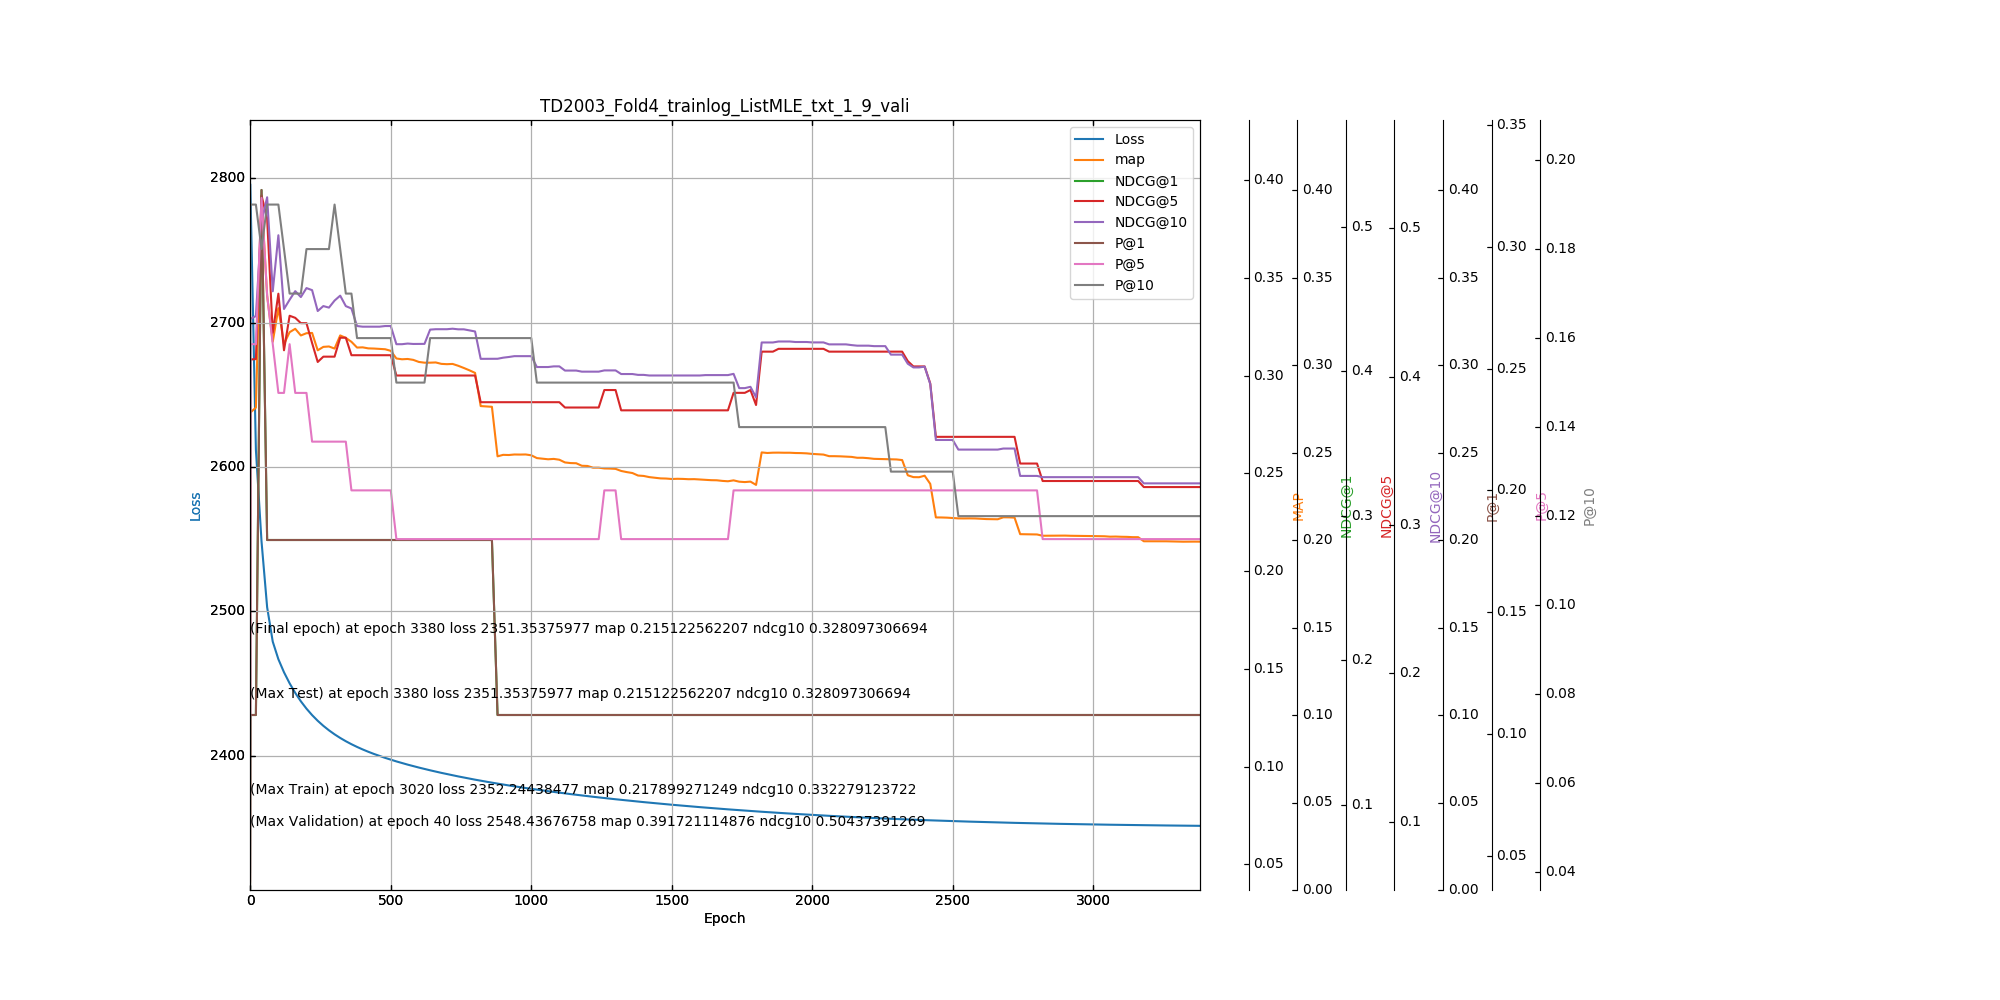 TD2003_Fold4_trainlog_ListMLE_txt_1_9_vali
Loss
map
NDCG@1
NDCG@5
NDCG@10
P@1
P@5
P@10
2800
2700
2600
2500
2400
Loss
(Final epoch) at epoch 3380 loss 2351.35375977 map 0.215122562207 ndcg10 0.328097306694
(Max Test) at epoch 3380 loss 2351.35375977 map 0.215122562207 ndcg10 0.328097306694
(Max Train) at epoch 3020 loss 2352.24438477 map 0.217899271249 ndcg10 0.332279123722
(Max Validation) at epoch 40 loss 2548.43676758 map 0.391721114876 ndcg10 0.50437391269
0 500 1000 1500 2000 2500 3000
Epoch
0.40
0.35
0.30
0.25
0.20
0.15
0.10
0.05
MAP
0.40
0.35
0.30
0.25
0.20
0.15
0.10
0.05
0.00
NDCG@1
0.5
0.4
0.3
0.2
0.1
NDCG@5
0.5
0.4
0.3
0.2
0.1
NDCG@10
0.40
0.35
0.30
0.25
0.20
0.15
0.10
0.05
0.00
P@1
0.35
0.30
0.25
0.20
0.15
0.10
0.05
P@5
0.20
0.18
0.16
0.14
0.12
0.10
0.08
0.06
0.04
P@10